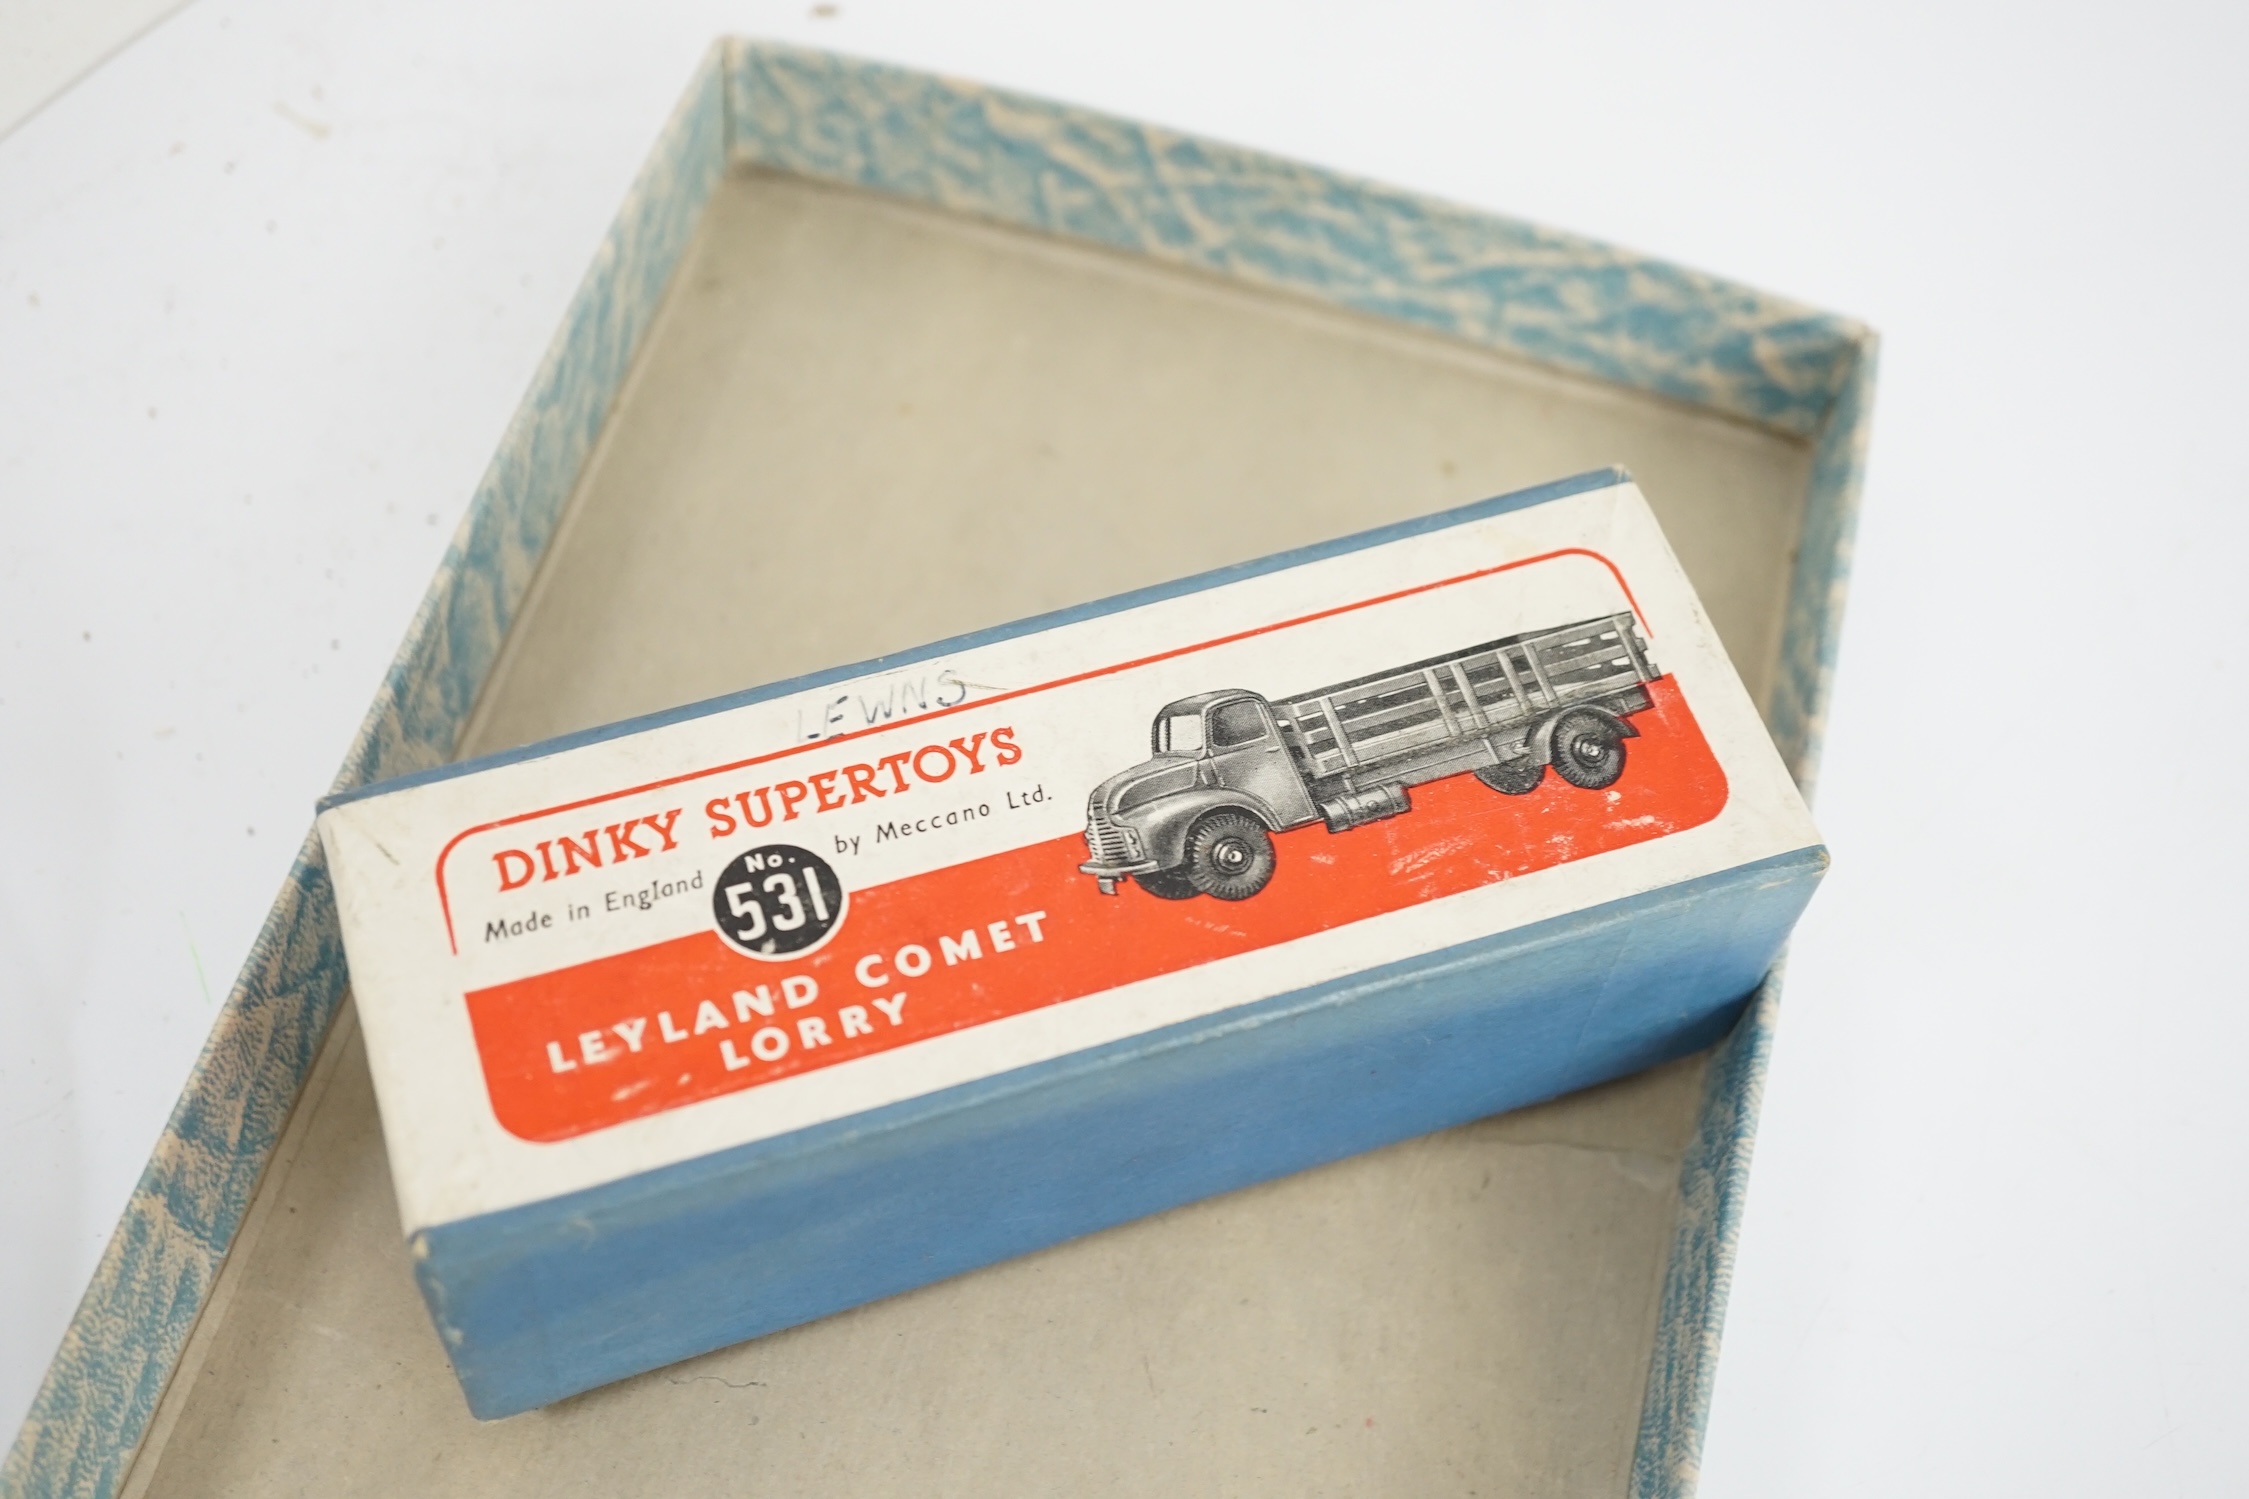 LEWNS
DINKY SUPERTOYS
Made in England
No.
531
by Meccano Ltd.
LEYLAND COMET
LORRY